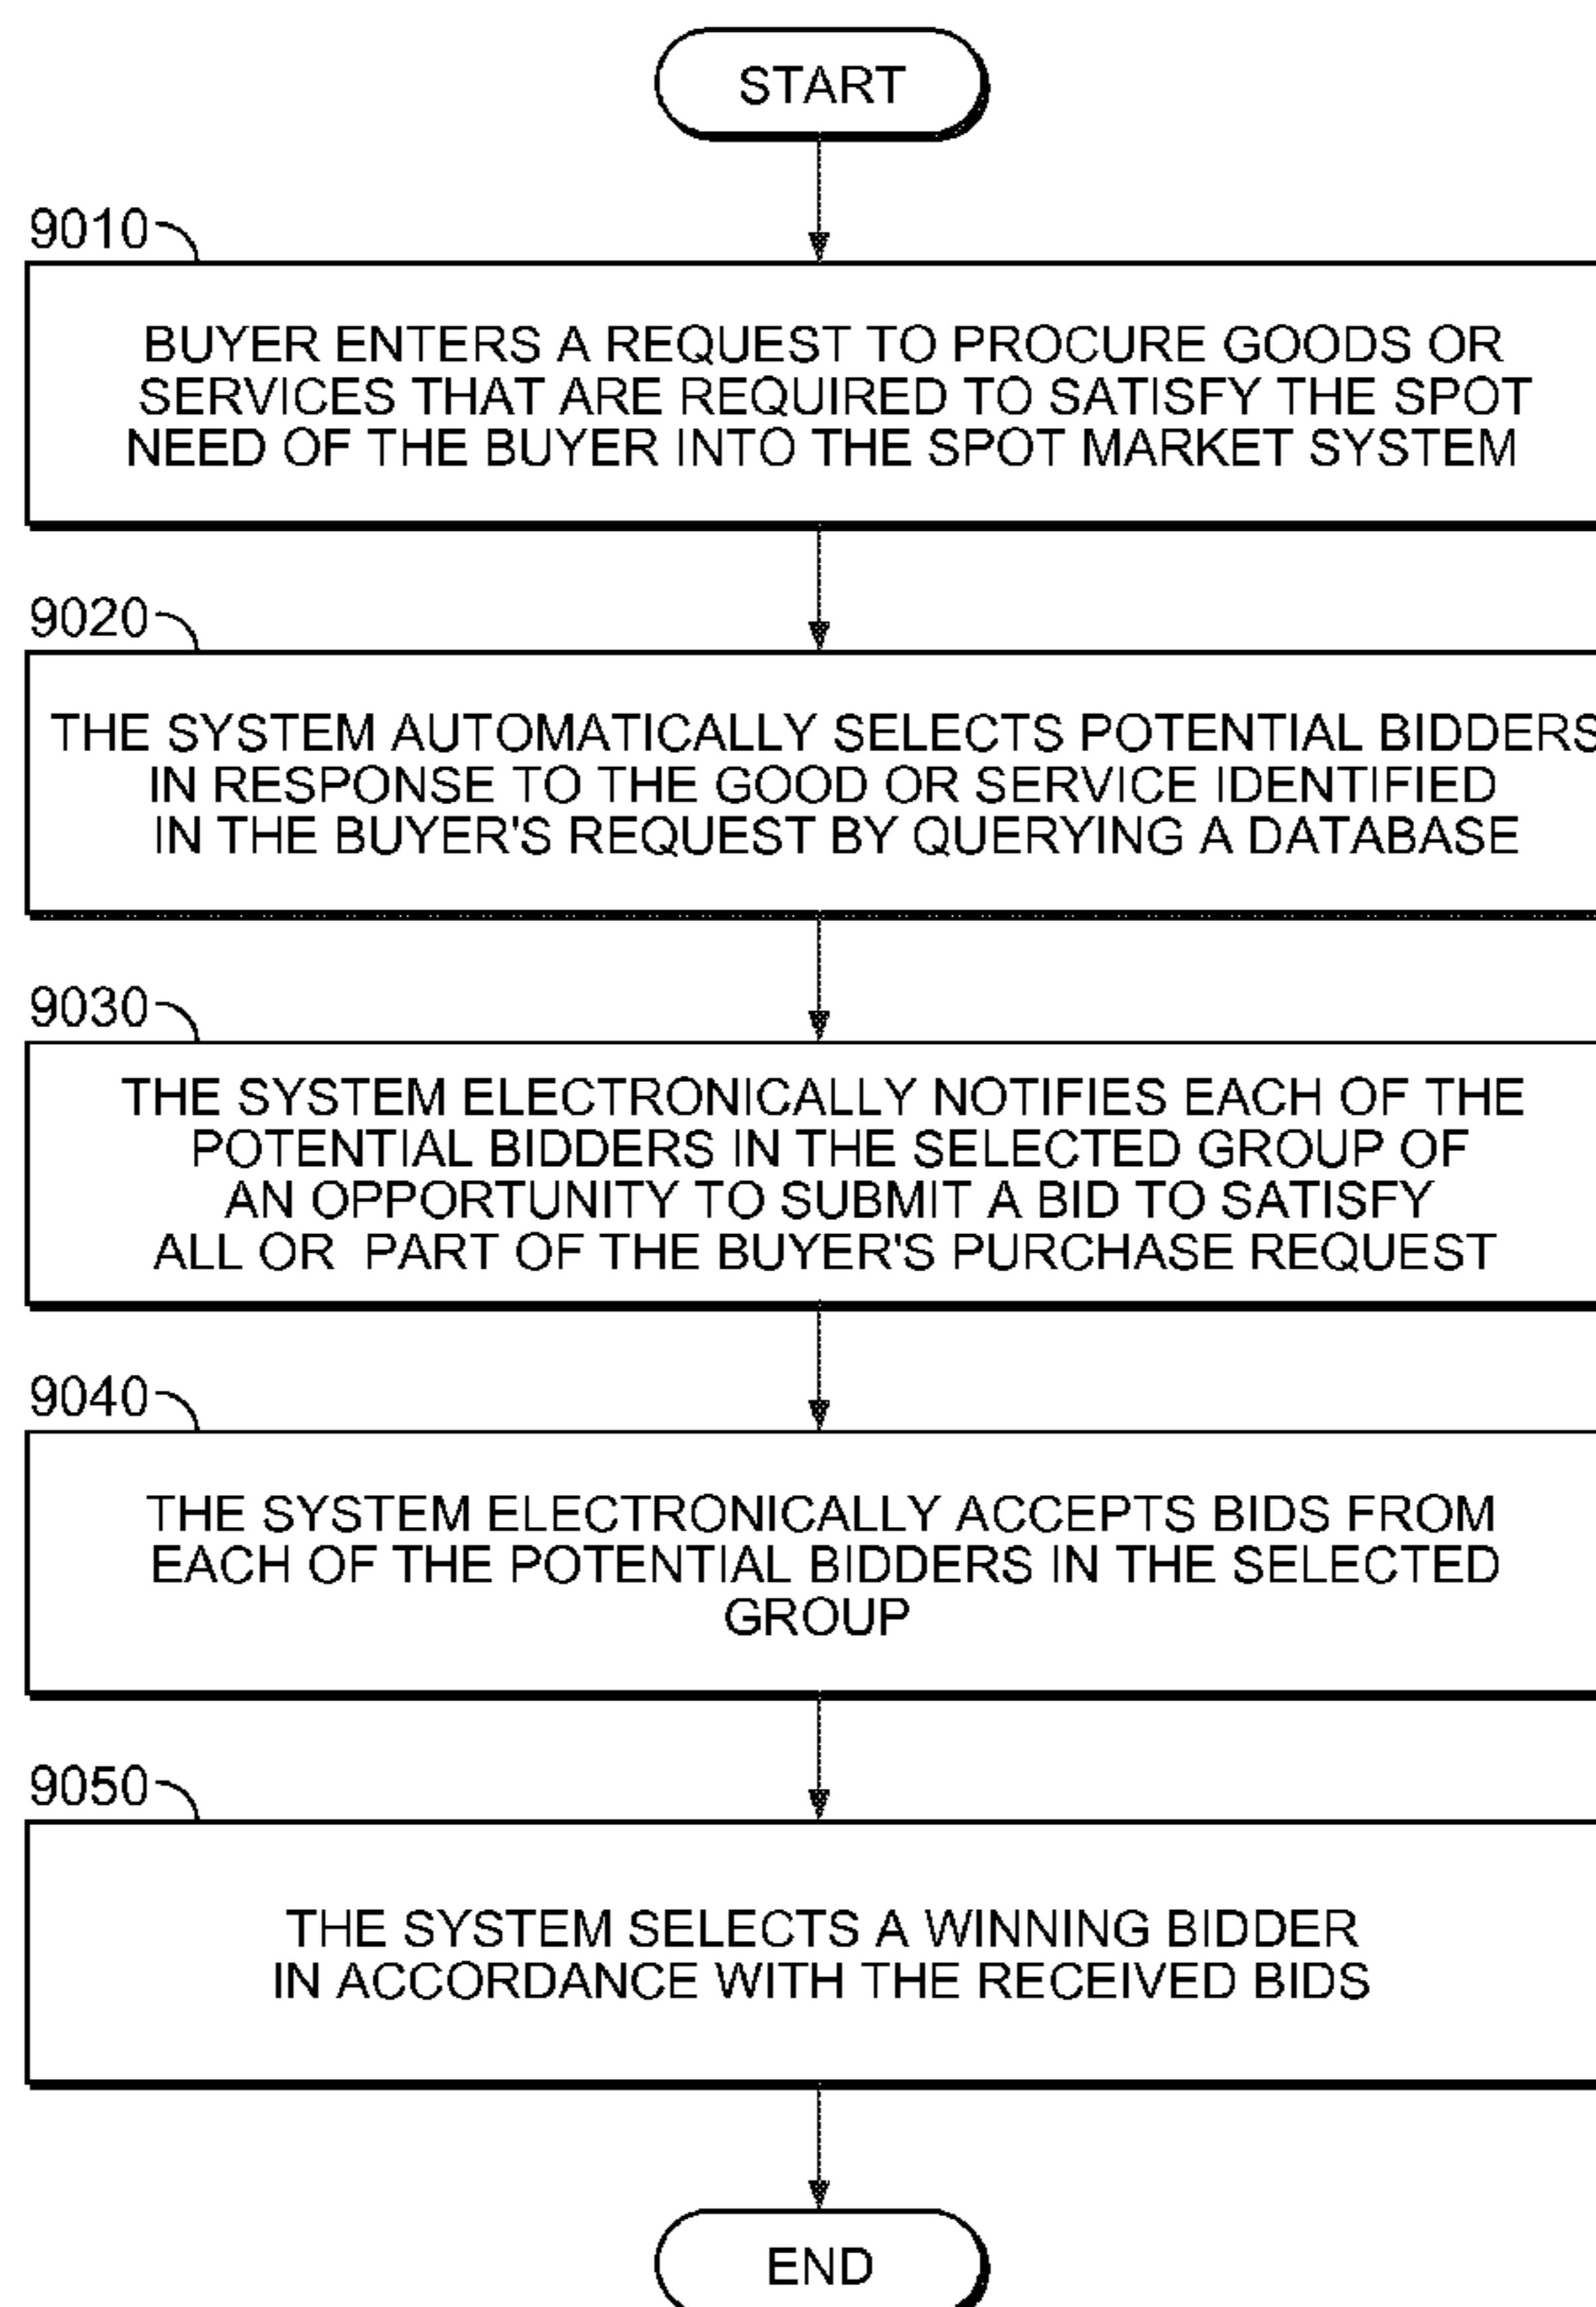 START
9010
BUYER ENTERS A REQUEST TO PROCURE GOODS OR
SERVICES THAT ARE REQUIRED TO SATISFY THE SPOT
NEED OF THE BUYER INTO THE SPOT MARKET SYSTEM
9020
THE SYSTEM AUTOMATICALLY SELECTS POTENTIAL BIDDERS
IN RESPONSE TO THE GOOD OR SERVICE IDENTIFIED
IN THE BUYER'S REQUEST BY QUERYING A DATABASE
9030
THE SYSTEM ELECTRONICALLY NOTIFIES EACH OF THE
POTENTIAL BIDDERS IN THE SELECTED GROUP OF
AN OPPORTUNITY TO SUBMIT A BID TO SATISFY
ALL OR PART OF THE BUYER'S PURCHASE REQUEST
9040
THE SYSTEM ELECTRONICALLY ACCEPTS BIDS FROM
EACH OF THE POTENTIAL BIDDERS IN THE SELECTED
GROUP
9050
THE SYSTEM SELECTS A WINNING BIDDER
IN ACCORDANCE WITH THE RECEIVED BIDS
END